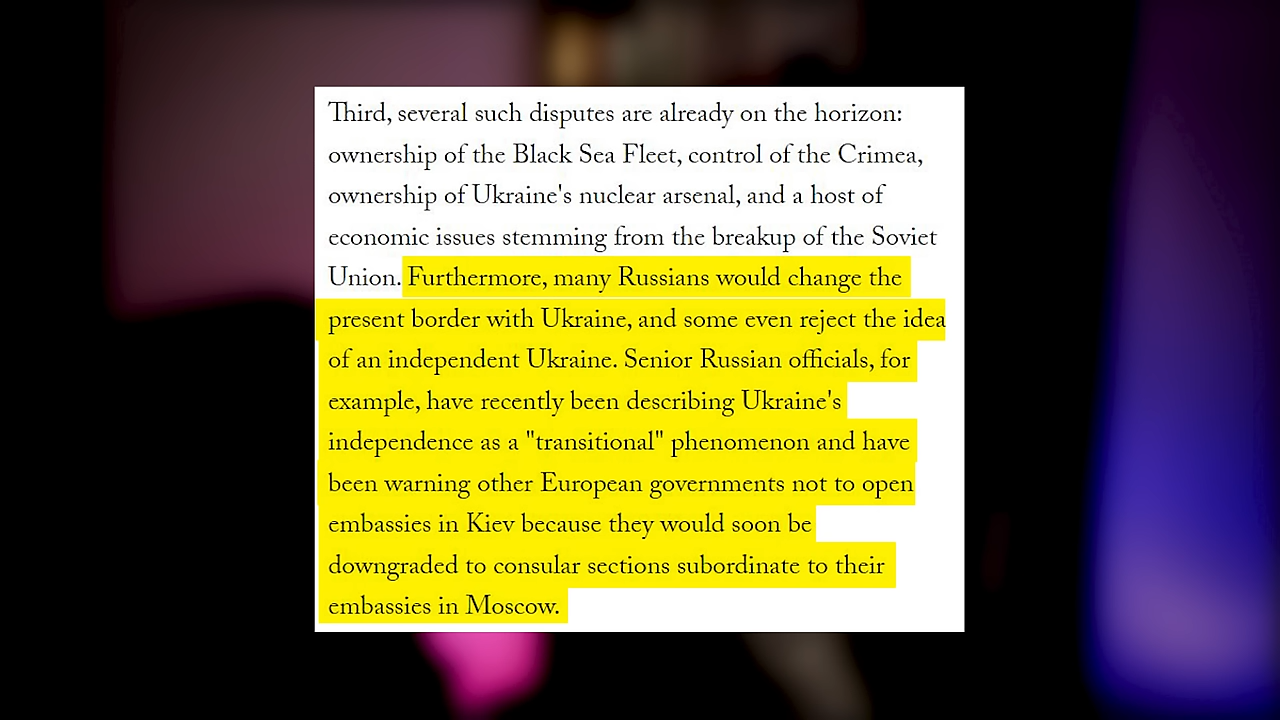 Third, several such disputes are already on the horizon:
ownership of the Black Sea Fleet, control of the Crimea,
ownership of Ukraine's nuclear arsenal, and a host of
economic issues stemming from the breakup of the Soviet
Union. Furthermore, many Russians would change the
present border with Ukraine, and some even reject the idea
of an independent Ukraine. Senior Russian officials, for
example, have recently been describing Ukraine's
independence as a "transitional" phenomenon and have
been warning other European governments not to open
embassies in Kiev because they would soon be
downgraded to consular sections subordinate to their
embassies in Moscow.